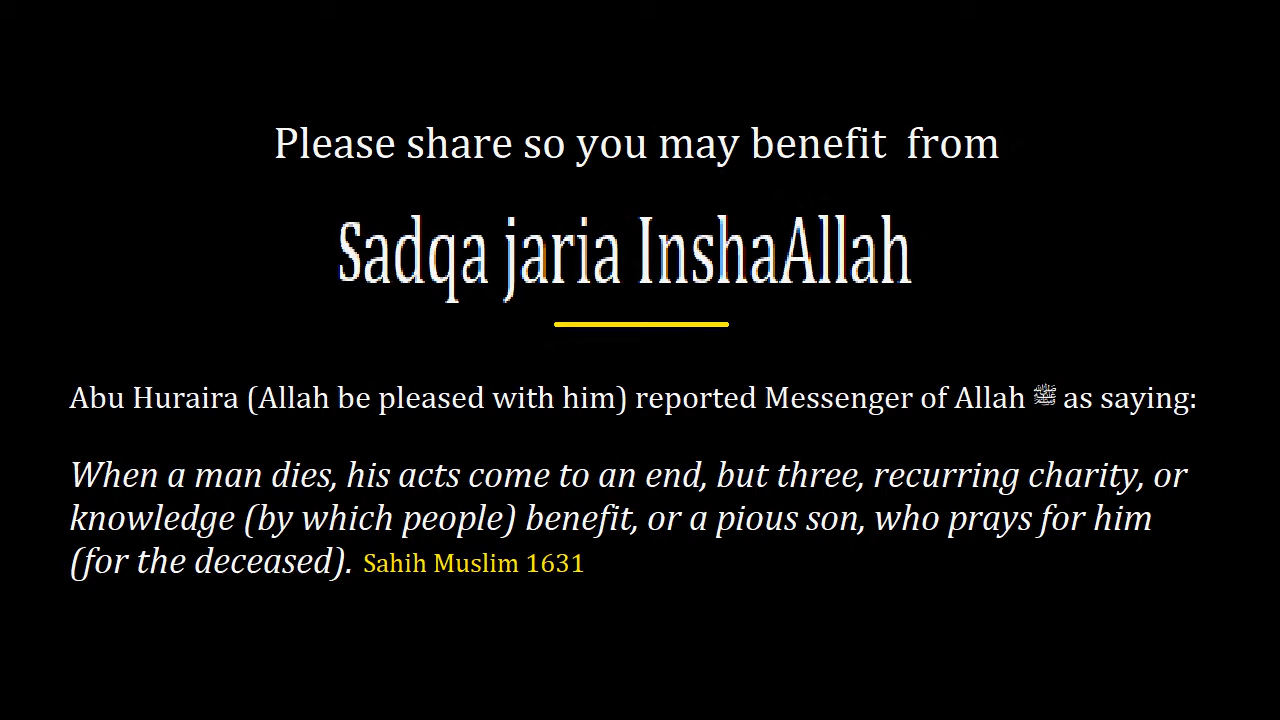 Please share so you may benefit  from
Sadqa jaria InshaAllah
Abu Huraira (Allah be pleased with him) reported Messenger of Allah ﷺ as saying:
When a man dies, his acts come to an end, but three, recurring charity, or
knowledge (by which people) benefit, or a pious son, who prays for him
(for the deceased). Sahih Muslim 1631